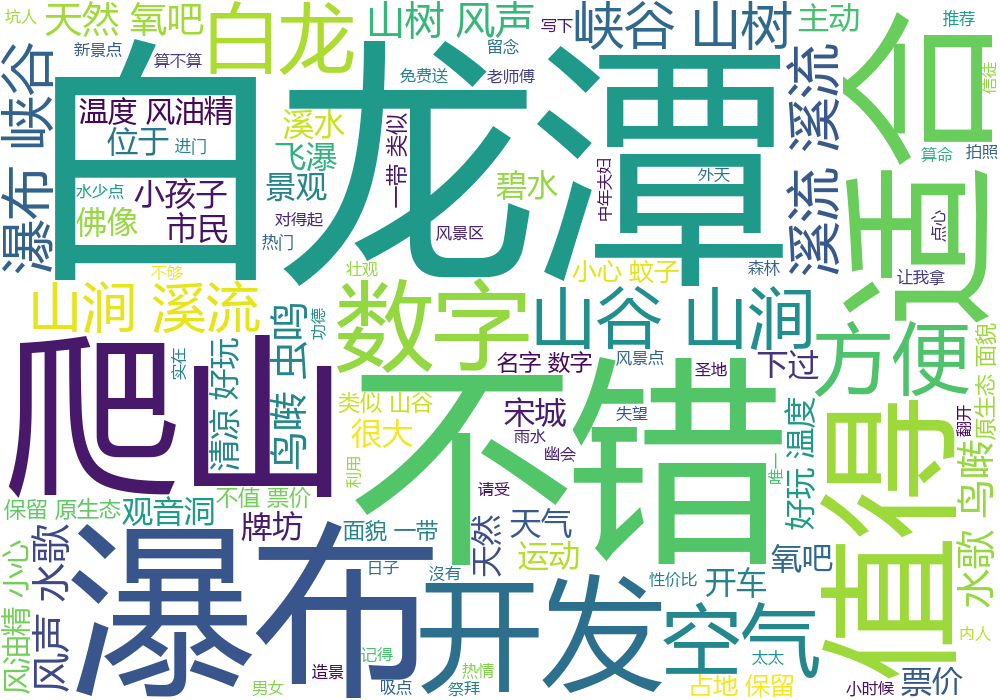 坑人
天然 氧吧
白龙
山树 风声
写下
峡谷 山树
主动
推荐
新景点
算不算
留念
适合
瀑布 峡谷
白龙潭
免费送
老师傅
溪流 溪流
信徒
温度 风油精
位于
进门
溪水
飞瀑
景观
一带 类似
碧水
中年夫妇
外天
算命
拍照
水少点
小孩子
佛像
市民
对得起
热门
风景区
点心
不够
壮观
小心 蚊子
森林
让我拿
山涧 溪流
虫鸣
鸟啭
功德
数字
山谷 山涧
方便
原生态 面貌
爬山
实在
清凉 好玩
不错
名字 数字
风景点
圣地
下过
翻开
类似 山谷
宋城
失望
很大
雨水
幽会
好玩 温度
唯一
值得
鸟啭
水歌
利用
请受
保留 原生态
观音洞
不值 票价
牌坊
面貌 一带
天然
天气
运动
氧吧
风油精 小心
风声 水歌
瀑布
日子
沒有
开发
性价比
开车
空气
内人
造景
记得
热情
太太
占地 保留
票价
男女
吸点
祭拜
小时候